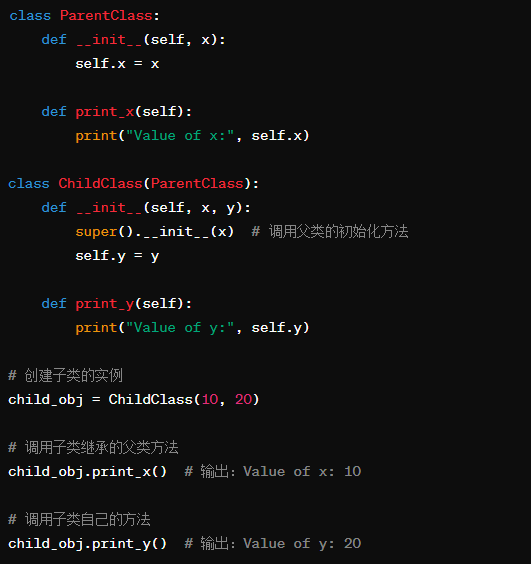 class ParentClass:
    def __init__(self, x):
        self.x = x

    def print_x(self):
        print("Value of x:", self.x)

class ChildClass(ParentClass):
    def __init__(self, x, y):
        super().__init__(x)  # 调用父类的初始化方法
        self.y = y

    def print_y(self):
        print("Value of y:", self.y)

# 创建子类的实例
child_obj = ChildClass(10, 20)

# 调用子类继承的父类方法
child_obj.print_x()  # 输出：Value of x: 10

# 调用子类自己的方法
child_obj.print_y()  # 输出：Value of y: 20